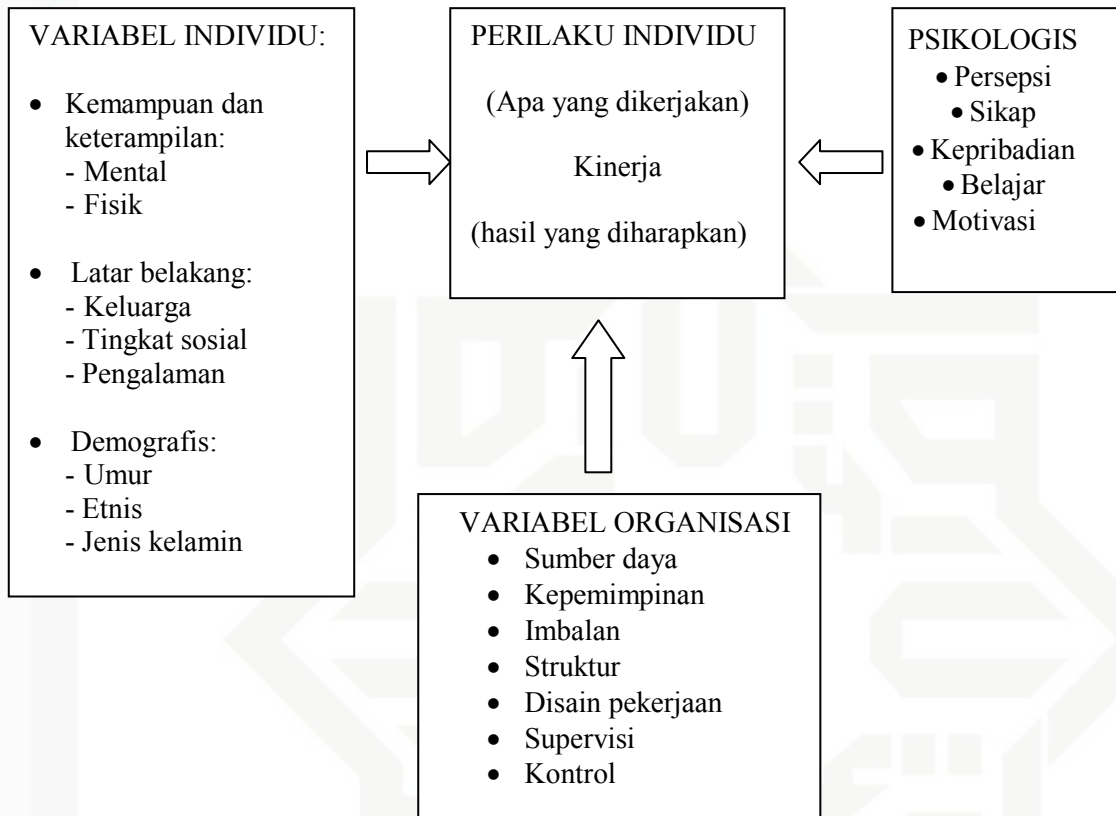 VARIABEL INDIVIDU:
• Kemampuan dan
keterampilan:
- Mental
- Fisik
• Latar belakang:
- Keluarga
- Tingkat sosial
- Pengalaman
• Demografis:
- Umur
- Etnis
- Jenis kelamin
PERILAKU INDIVIDU
(Apa yang dikerjakan)
Kinerja
(hasil yang diharapkan)
PSIKOLOGIS
• Persepsi
• Sikap
• Kepribadian
• Belajar
• Motivasi
VARIABEL ORGANISASI
• Sumber daya
• Kepemimpinan
• Imbalan
• Struktur
• Disain pekerjaan
• Supervisi
• Kontrol